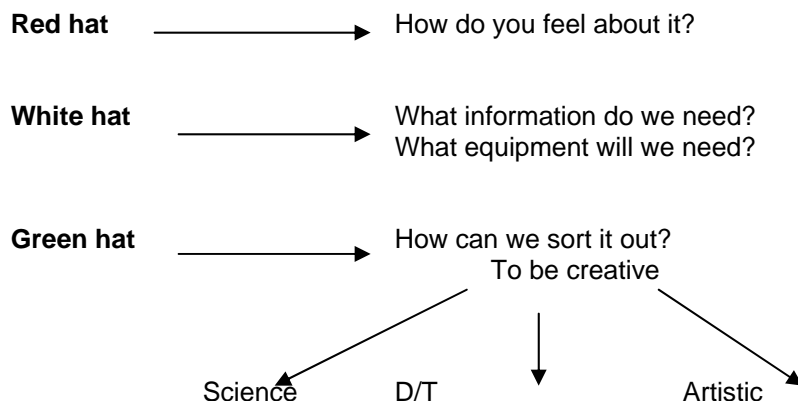 Red hat How do you feel about it?
White hat What information do we need?
What equipment will we need?
Green hat How can we sort it out?
To be creative
Science D/T Artistic